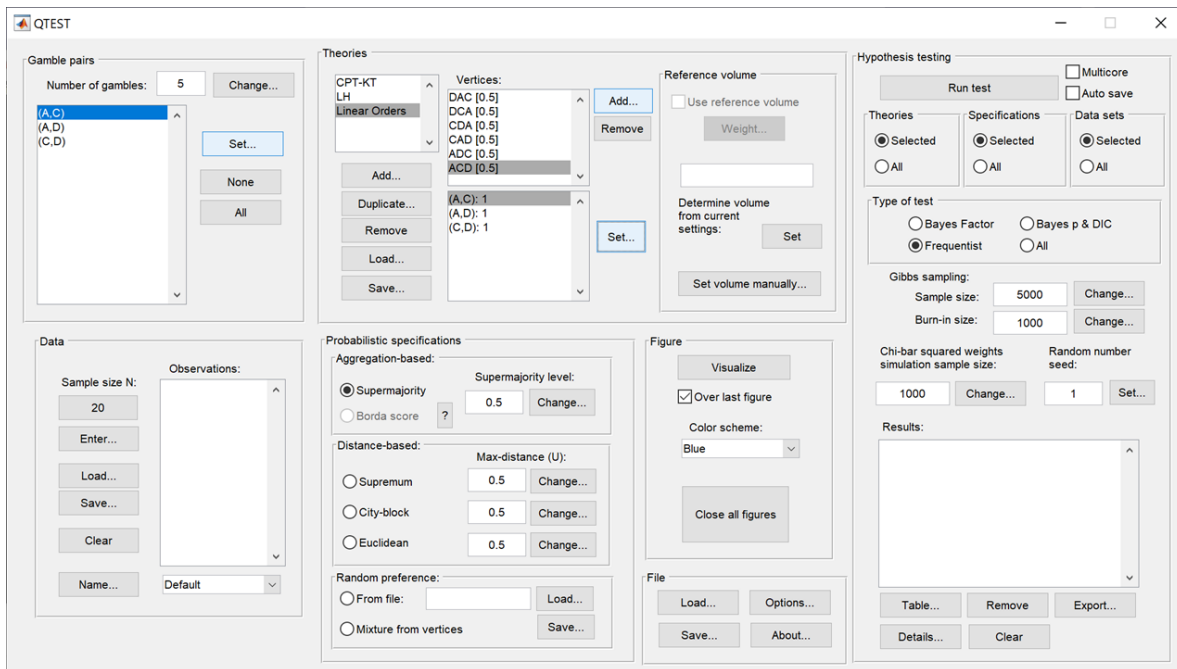 QTEST
Gamble pairs
Number of gambles:
5
Change...
(A,C)
(A,D)
(C,D)
Set...
None
All
Theories
CPT-KT
LH
Linear Orders
Add...
Duplicate...
Remove
Load...
Save...
Vertices:
DAC [0.5]
DCA [0.5]
CDA [0.5]
CAD [0.5]
ADC [0.5]
ACD [0.5]
Add...
Remove
(A,C): 1
(A,D): 1
(C,D): 1
Set...
Reference volume
Use reference volume
Weight...
Determine volume
from current
settings:
Set
Set volume manually...
Hypothesis testing
Run test
Multicore
Auto save
Theories
Selected
All
Specifications
Selected
All
Data sets
Selected
All
Type of test
Bayes Factor
Bayes p & DIC
Frequentist
All
Gibbs sampling:
Sample size:
5000
Change...
Burn-in size:
1000
Change...
Chi-bar squared weights
simulation sample size:
1000
Change...
Random number
seed:
1
Set...
Results:
Table...
Remove
Export...
Details...
Clear
Data
Sample size N:
20
Enter...
Load...
Save...
Clear
Name...
Observations:
Default
Probabilistic specifications
Aggregation-based:
Supermajority
Borda score
?
Supermajority level:
0.5
Change...
Distance-based:
Max-distance (U):
Supremum
0.5
Change...
City-block
0.5
Change...
Euclidean
0.5
Change...
Random preference:
From file:
Load...
Mixture from vertices
Save...
Figure
Visualize
Over last figure
Color scheme:
Blue
Close all figures
File
Load...
Options...
Save...
About...